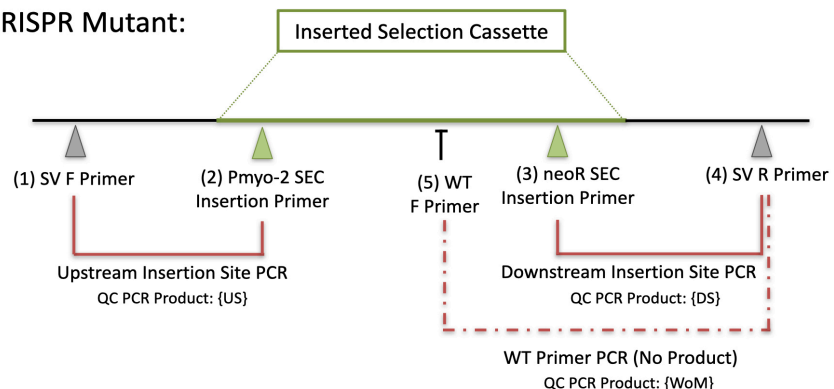 RISPR Mutant:
Inserted Selection Cassette
(1) SV F Primer
(2) Pmyo-2 SEC
Insertion Primer
(5) WT
F Primer
(3) neoR SEC
Insertion Primer
(4) SV R Primer
Upstream Insertion Site PCR
QC PCR Product: {US}
Downstream Insertion Site PCR
QC PCR Product: {DS}
WT Primer PCR (No Product)
QC PCR Product: {WoM}